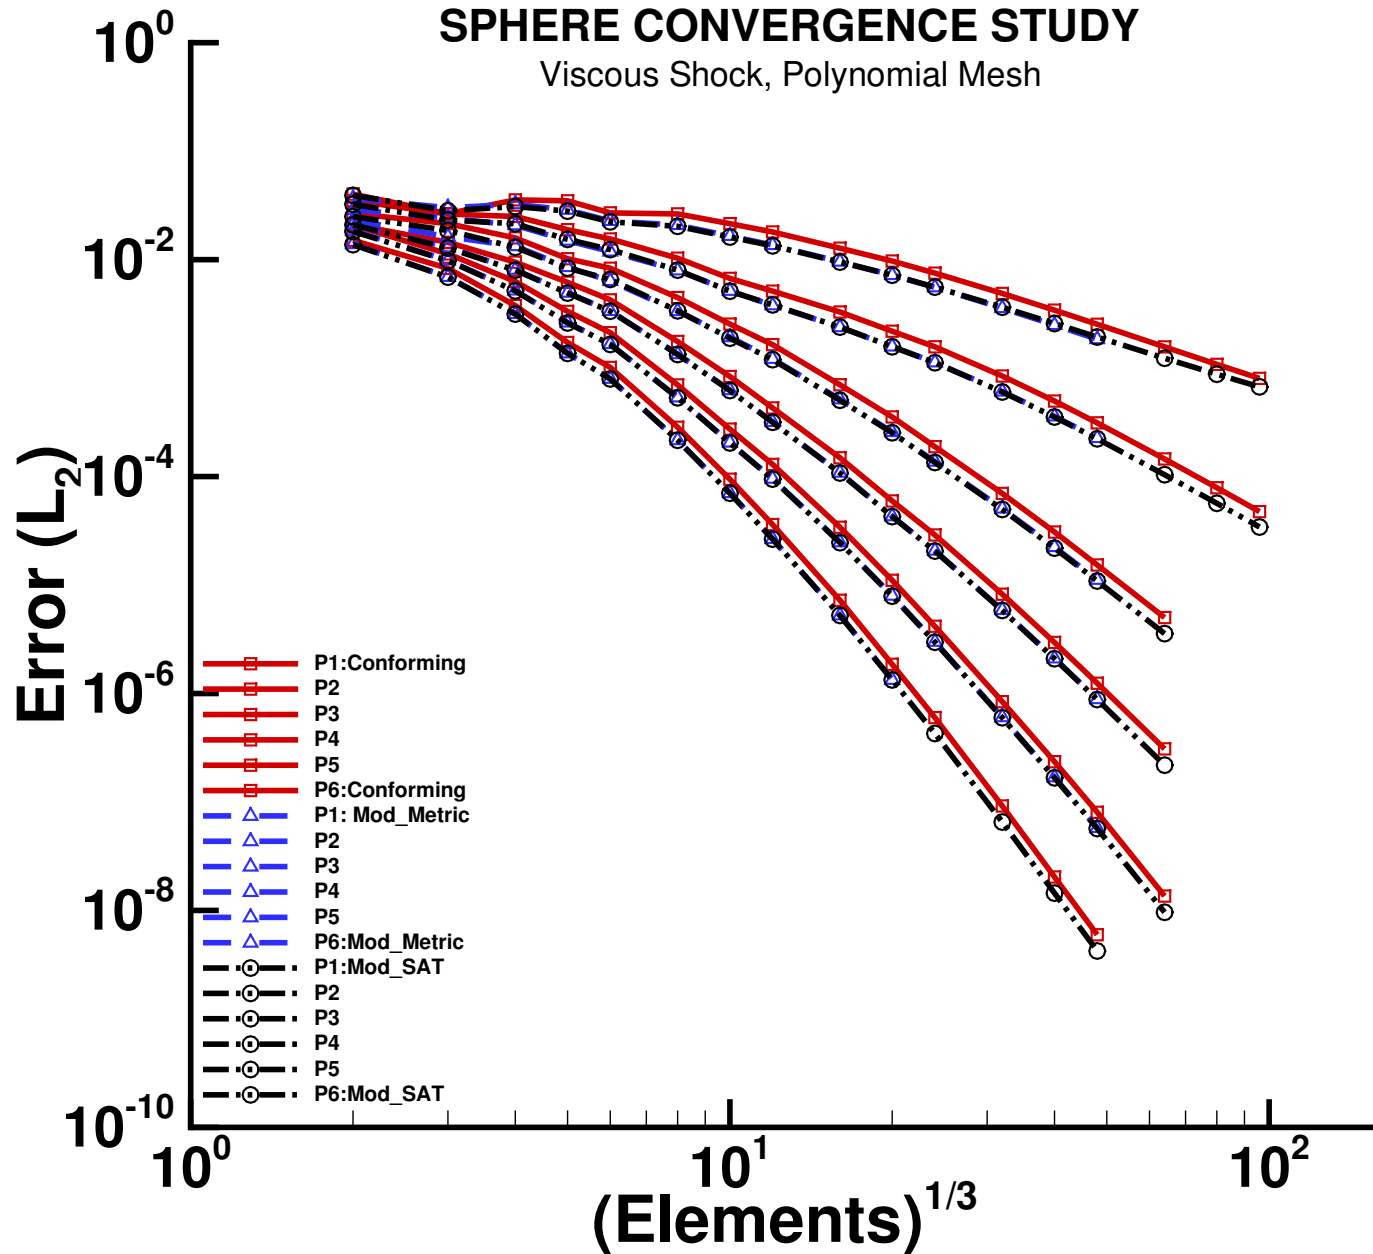 SPHERE CONVERGENCE STUDY
Viscous Shock, Polynomial Mesh
10^0
10^-2
10^-4
10^-6
10^-8
10^-10
Error (L_2)
P1:Conforming
P2
P3
P4
P5
P6:Conforming
P1: Mod_Metric
P2
P3
P4
P5
P6:Mod_Metric
P1:Mod_SAT
P2
P3
P4
P5
P6:Mod_SAT
10^0 10^1 10^2
(Elements)^1/3